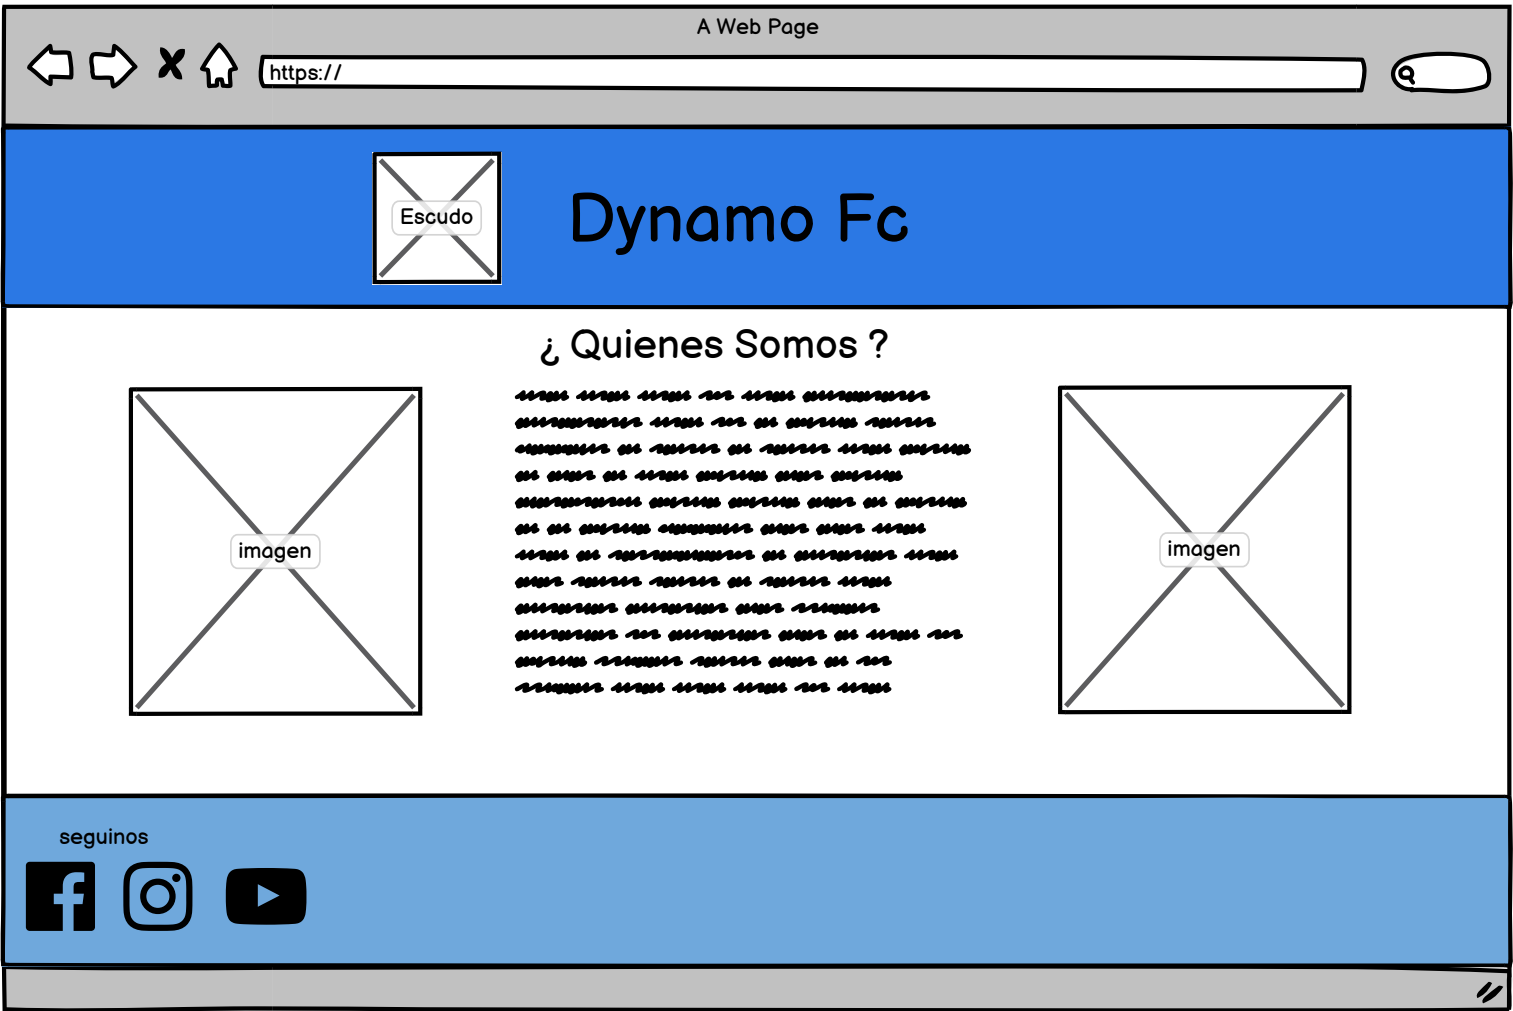 A Web Page
https://
Escudo
Dynamo Fc
¿ Quienes Somos ?
imagen
imagen
seguinos